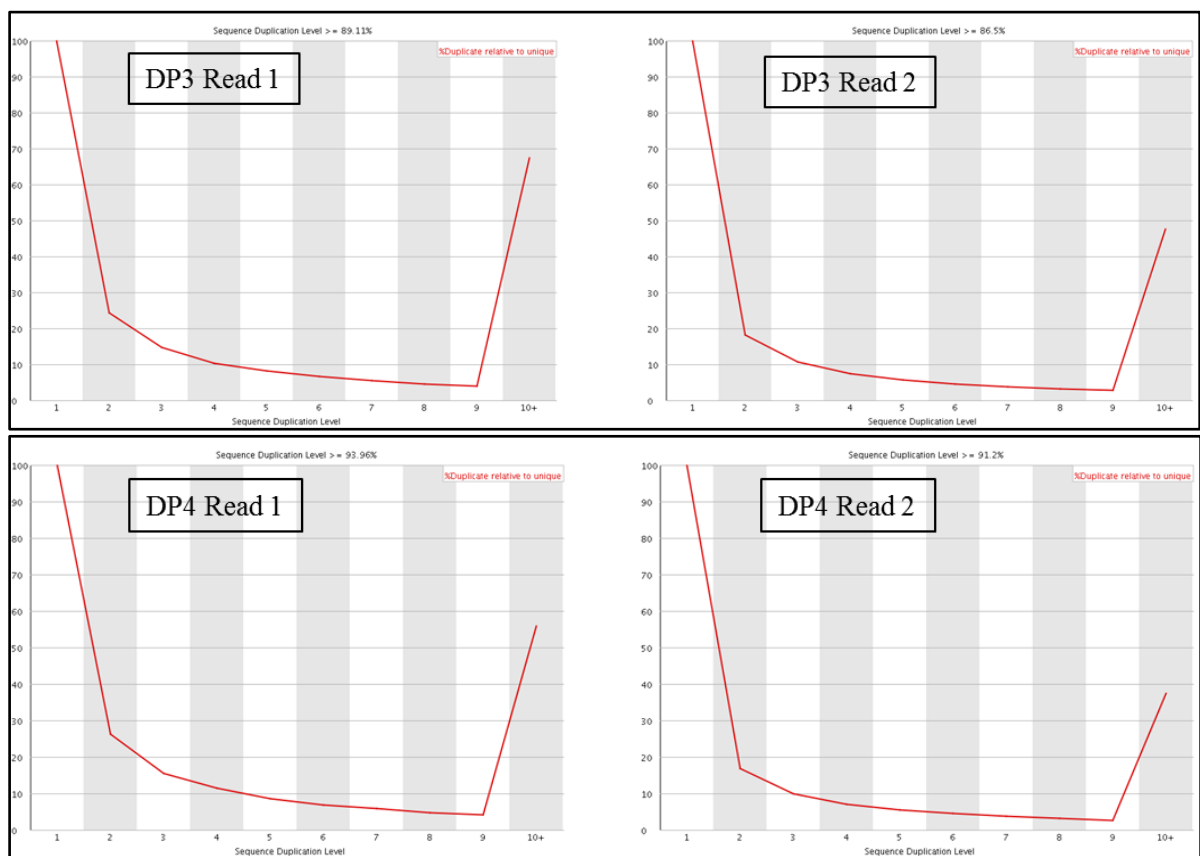 Sequence Duplication Level >= 89.11%
%Duplicate relative to unique
DP3 Read 1
100
90
80
70
60
50
40
30
20
10
0
1 2 3 4 5 6 7 8 9 10+
Sequence Duplication Level
Sequence Duplication Level >= 86.5%
%Duplicate relative to unique
DP3 Read 2
100
90
80
70
60
50
40
30
20
10
0
1 2 3 4 5 6 7 8 9 10+
Sequence Duplication Level
Sequence Duplication Level >= 93.96%
%Duplicate relative to unique
DP4 Read 1
100
90
80
70
60
50
40
30
20
10
0
1 2 3 4 5 6 7 8 9 10+
Sequence Duplication Level
Sequence Duplication Level >= 91.2%
%Duplicate relative to unique
DP4 Read 2
100
90
80
70
60
50
40
30
20
10
0
1 2 3 4 5 6 7 8 9 10+
Sequence Duplication Level